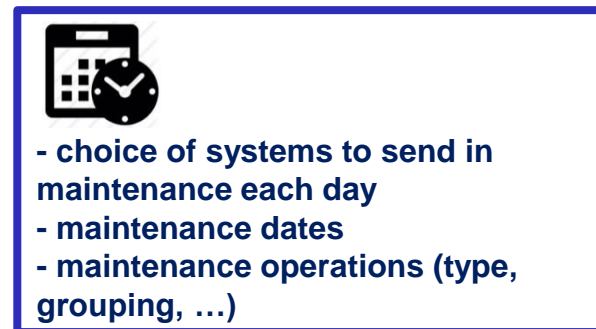 - choice of systems to send in
maintenance each day
- maintenance dates
- maintenance operations (type,
grouping, …)